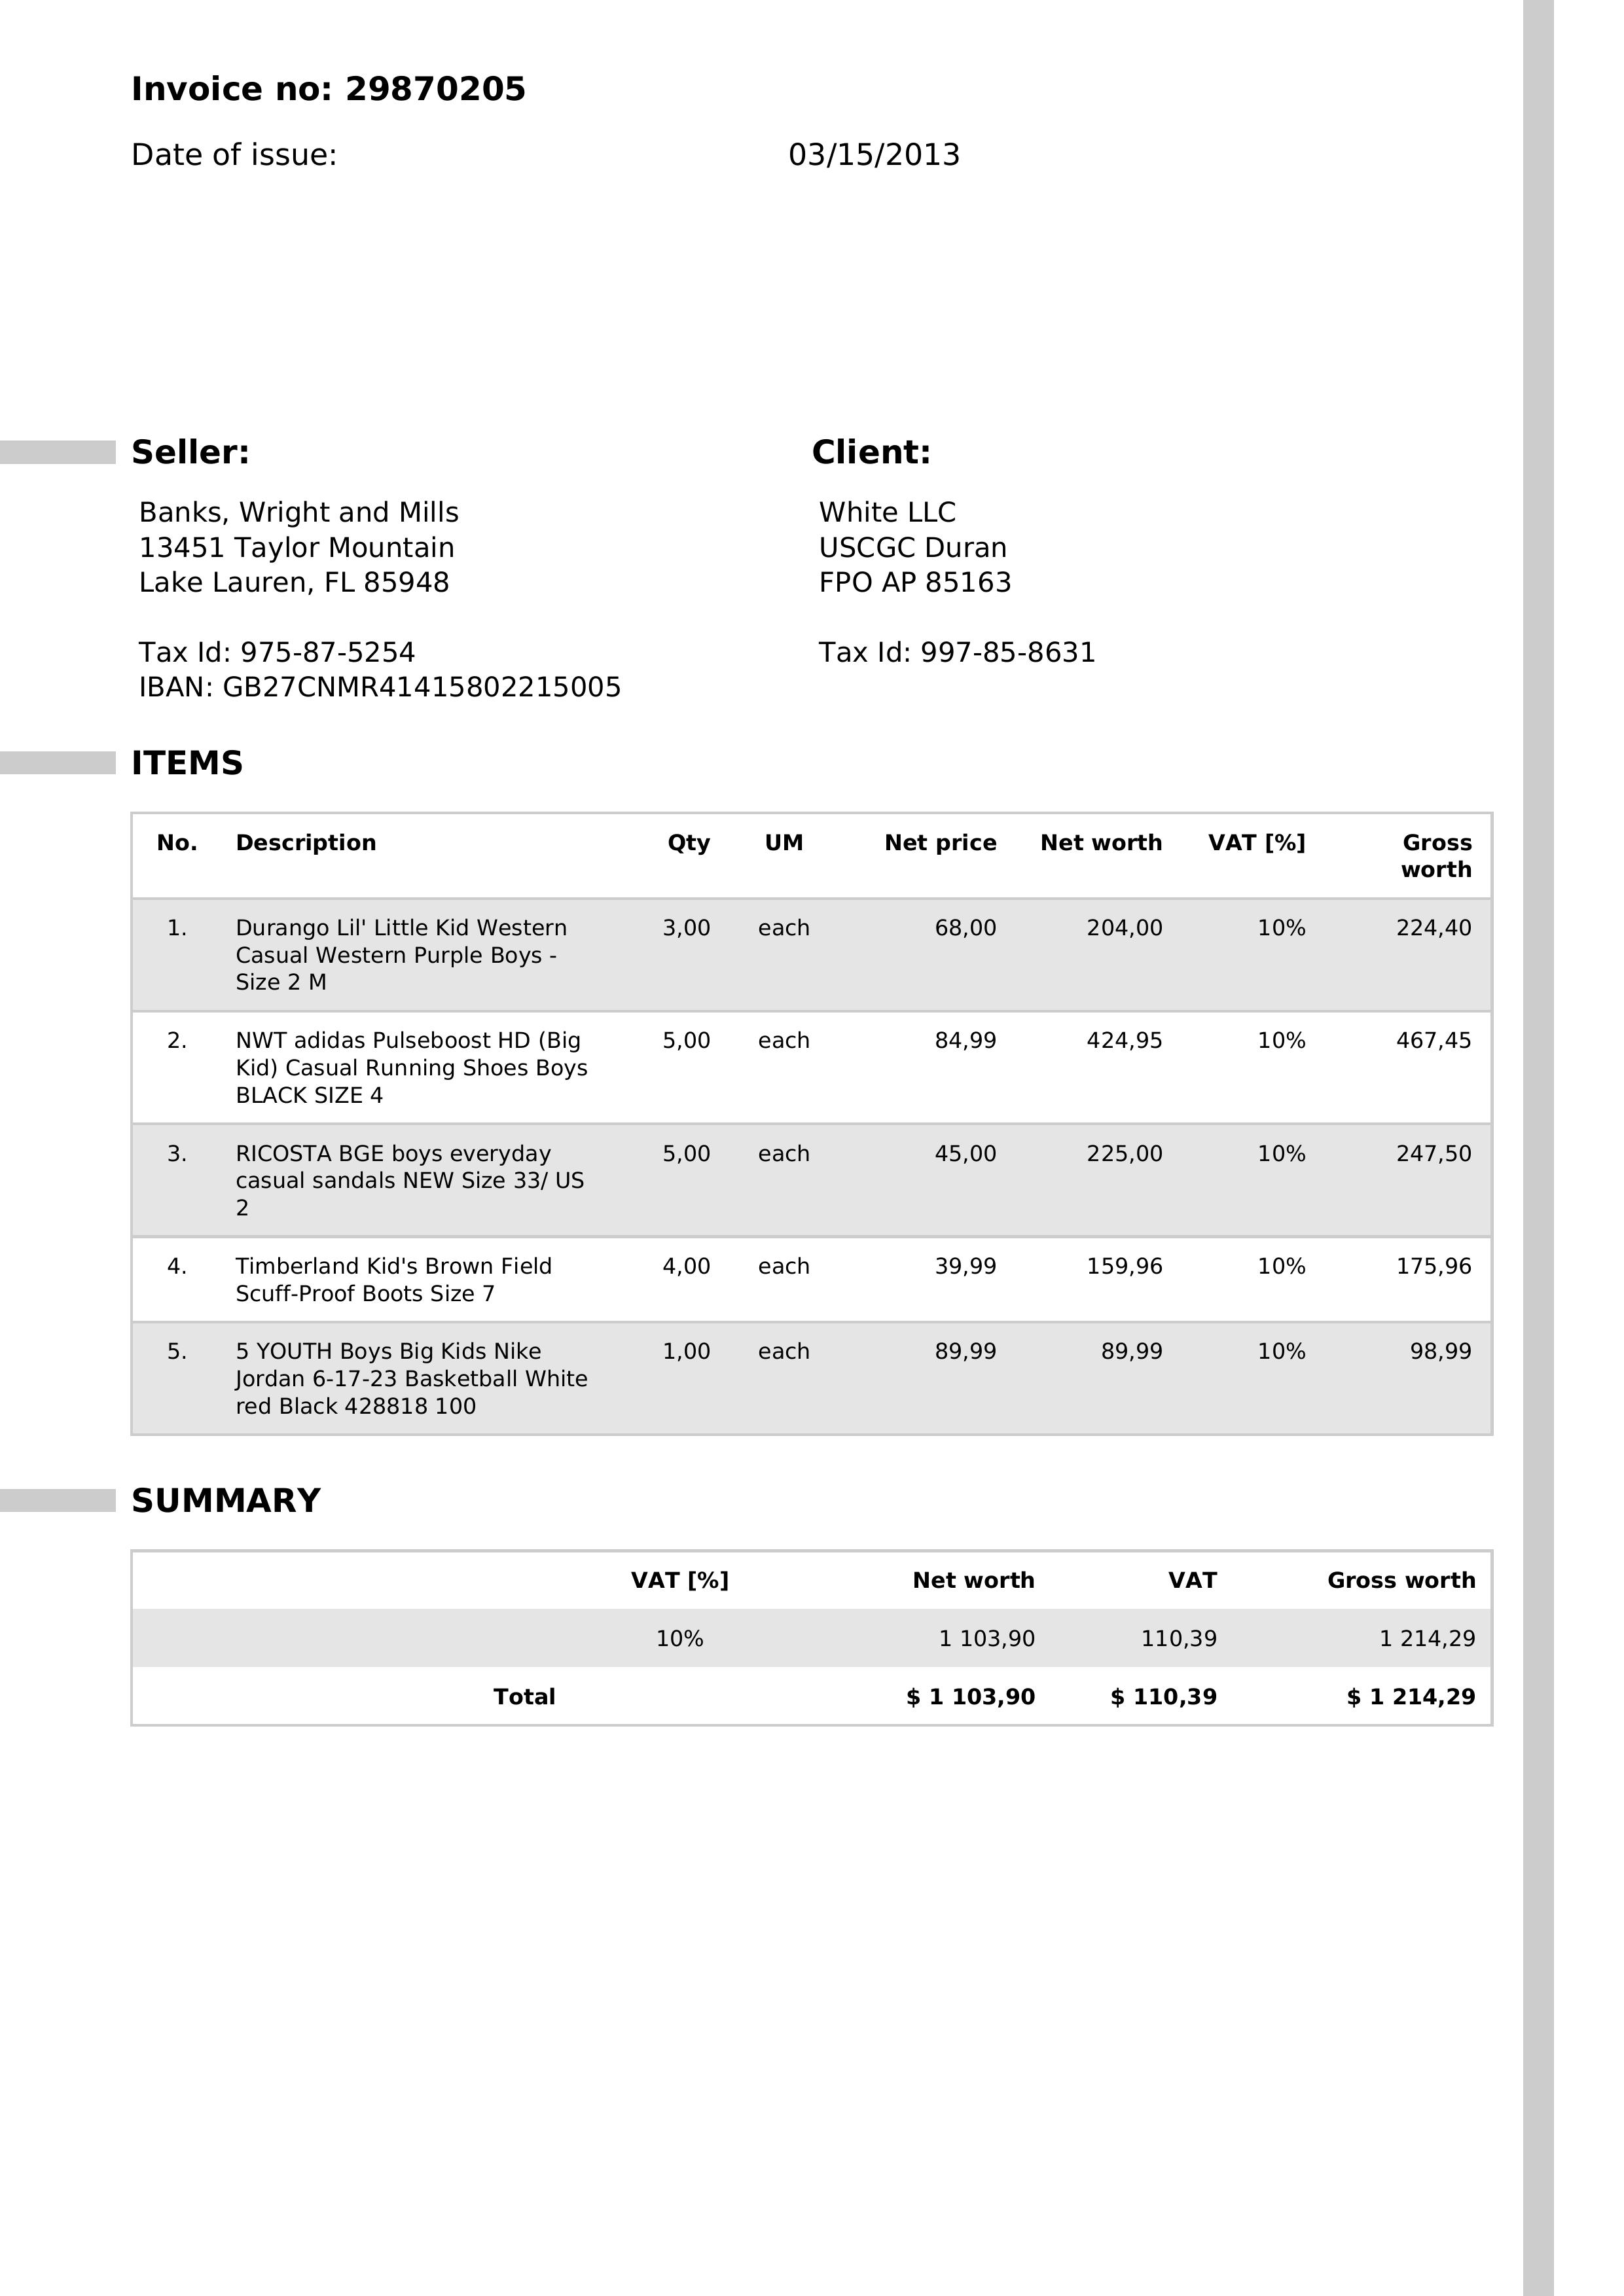 Invoice no: 29870205
Date of issue: 03/15/2013
Seller:
Banks, Wright and Mills
13451 Taylor Mountain
Lake Lauren, FL 85948
Tax Id: 975-87-5254
IBAN: GB27CNMR41415802215005
Client:
White LLC
USCGC Duran
FPO AP 85163
Tax Id: 997-85-8631
ITEMS
No. Description Qty UM Net price Net worth VAT [%] Gross
worth
1. Durango Lil' Little Kid Western 3,00 each 68,00 204,00 10% 224,40
Casual Western Purple Boys -
Size 2 M
2. NWT adidas Pulseboost HD (Big 5,00 each 84,99 424,95 10% 467,45
Kid) Casual Running Shoes Boys
BLACK SIZE 4
3. RICOSTA BGE boys everyday 5,00 each 45,00 225,00 10% 247,50
casual sandals NEW Size 33/ US
2
4. Timberland Kid's Brown Field 4,00 each 39,99 159,96 10% 175,96
Scuff-Proof Boots Size 7
5. 5 YOUTH Boys Big Kids Nike 1,00 each 89,99 89,99 10% 98,99
Jordan 6-17-23 Basketball White
red Black 428818 100
SUMMARY
VAT [%] Net worth VAT Gross worth
10% 1 103,90 110,39 1 214,29
Total $ 1 103,90 $ 110,39 $ 1 214,29